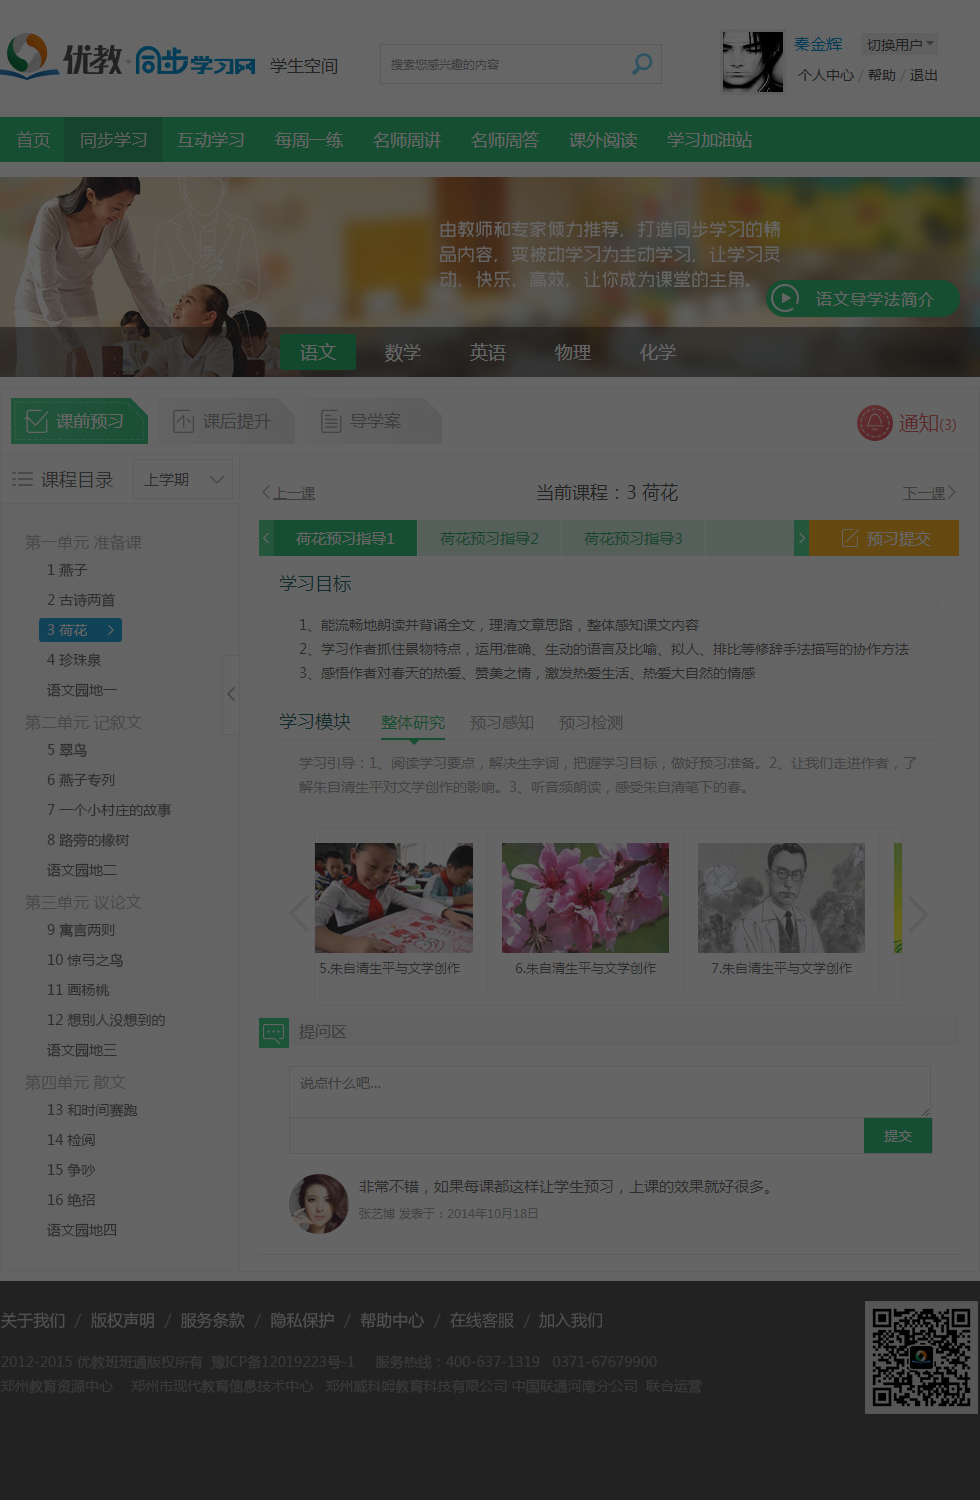 优教·同步学习网 学生空间
搜索您感兴趣的内容
秦金辉 切换用户
个人中心 / 帮助 / 退出
首页 同步学习 互动学习 每周一练 名师周讲 名师周答 课外阅读 学习加油站
由教师和专家倾力推荐，打造同步学习的精
品内容，变被动学习为主动学习，让学习灵
动、快乐、高效，让你成为课堂的主角。
语文导学法简介
语文 数学 英语 物理 化学
课前预习 课后提升 导学案 通知(3)
课程目录 上学期
第一单元 准备课
1 燕子
2 古诗两首
3 荷花
4 珍珠泉
语文园地一
第二单元 记叙文
5 翠鸟
6 燕子专列
7 一个小村庄的故事
8 路旁的橡树
语文园地二
第三单元 议论文
9 寓言两则
10 惊弓之鸟
11 画杨桃
12 想别人没想到的
语文园地三
第四单元 散文
13 和时间赛跑
14 检阅
15 争吵
16 绝招
语文园地四
上一课 当前课程：3 荷花 下一课
荷花预习指导1 荷花预习指导2 荷花预习指导3 预习提交
学习目标
1、能流畅地朗读并背诵全文，理清文章思路，整体感知课文内容
2、学习作者抓住景物特点，运用准确、生动的语言及比喻、拟人、排比等修辞手法描写的协作方法
3、感悟作者对春天的热爱、赞美之情，激发热爱生活、热爱大自然的情感
学习模块 整体研究 预习感知 预习检测
学习引导：1、阅读学习要点，解决生字词，把握学习目标，做好预习准备。2、让我们走进作者，了
解朱自清生平对文学创作的影响。3、听音频朗读，感受朱自清笔下的春。
5.朱自清生平与文学创作 6.朱自清生平与文学创作 7.朱自清生平与文学创作
提问区
说点什么吧...
提交
非常不错，如果每课都这样让学生预习，上课的效果就好很多。
张艺博 发表于：2014年10月18日
关于我们 / 版权声明 / 服务条款 / 隐私保护 / 帮助中心 / 在线客服 / 加入我们
2012-2015 优教班班通版权所有 豫ICP备12019223号-1 服务热线：400-637-1319 0371-67679900
郑州教育资源中心 郑州市现代教育信息技术中心 郑州威科姆教育科技有限公司 中国联通河南分公司 联合运营